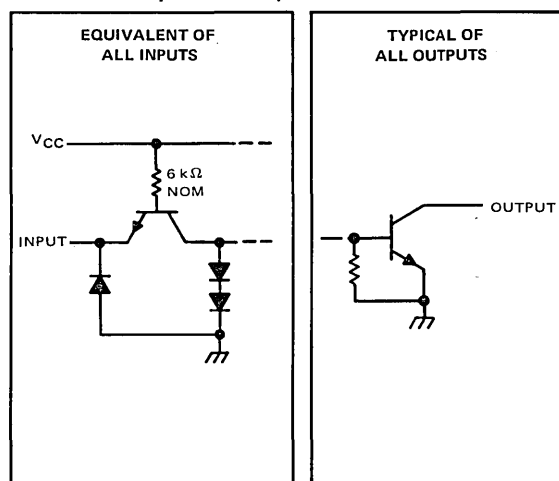 EQUIVALENT OF
ALL INPUTS
VCC
6 kΩ
NOM
INPUT
TYPICAL OF
ALL OUTPUTS
OUTPUT